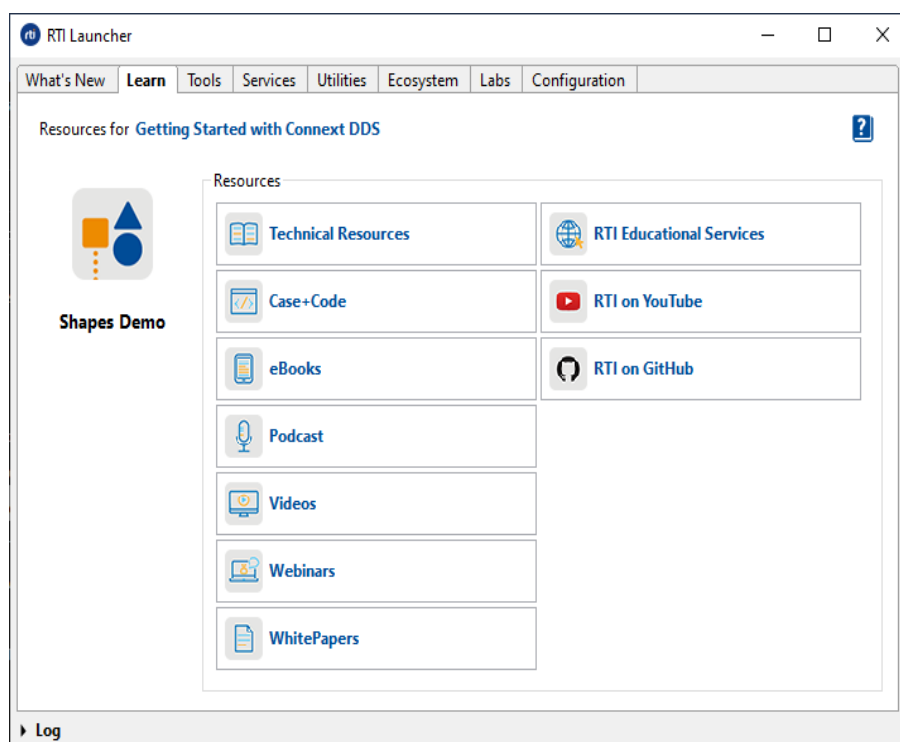 rti RTI Launcher
What's New Learn Tools Services Utilities Ecosystem Labs Configuration
Resources for Getting Started with Connext DDS
?
Resources
Shapes Demo
Technical Resources
RTI Educational Services
Case+Code
RTI on YouTube
eBooks
RTI on GitHub
Podcast
Videos
Webinars
WhitePapers
Log